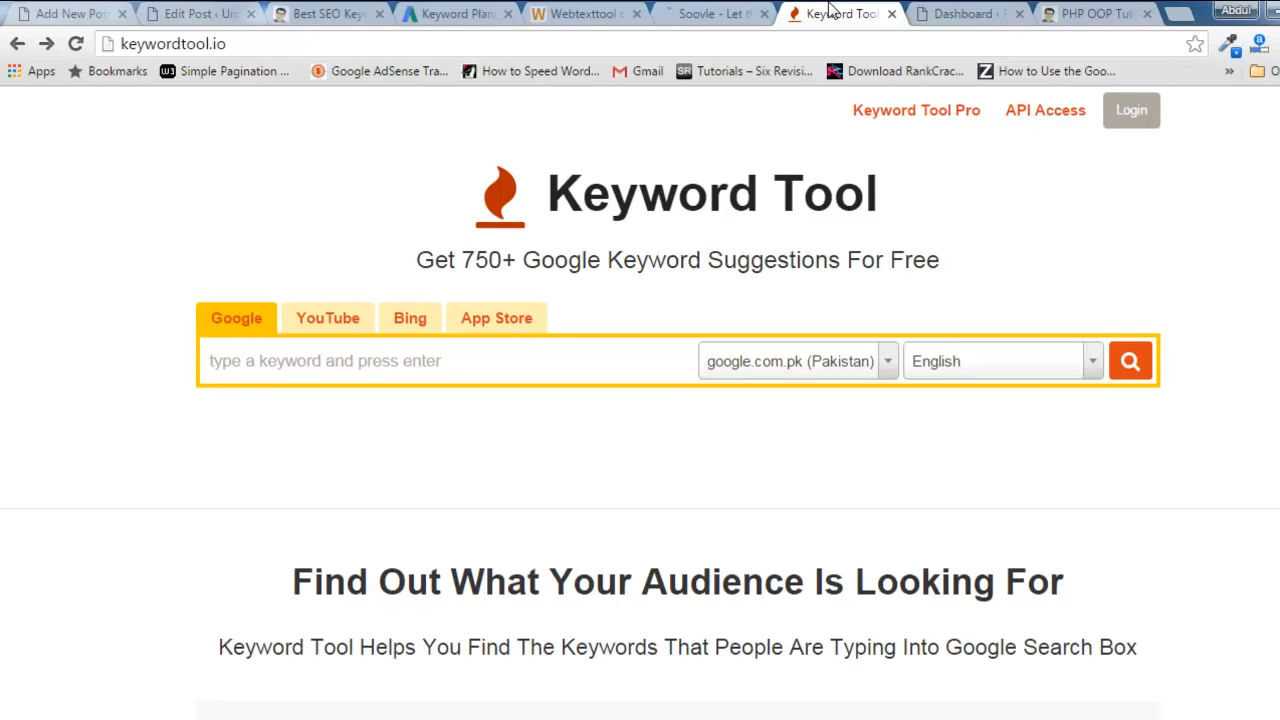 Add New Pos
Edit Post ‹ Urd
Best SEO Key
Keyword Plan
Webtexttool c
Soovle - Let t
Keyword Tool
Dashboard ‹
PHP OOP Tut
Abdul
keywordtool.io
Apps
Bookmarks
Simple Pagination ...
Google AdSense Tra...
How to Speed Word...
Gmail
Tutorials – Six Revisi...
Download RankCrac...
How to Use the Goo...
»
O
Keyword Tool Pro
API Access
Login
Keyword Tool
Get 750+ Google Keyword Suggestions For Free
Google
YouTube
Bing
App Store
type a keyword and press enter
google.com.pk (Pakistan)
English
Find Out What Your Audience Is Looking For
Keyword Tool Helps You Find The Keywords That People Are Typing Into Google Search Box